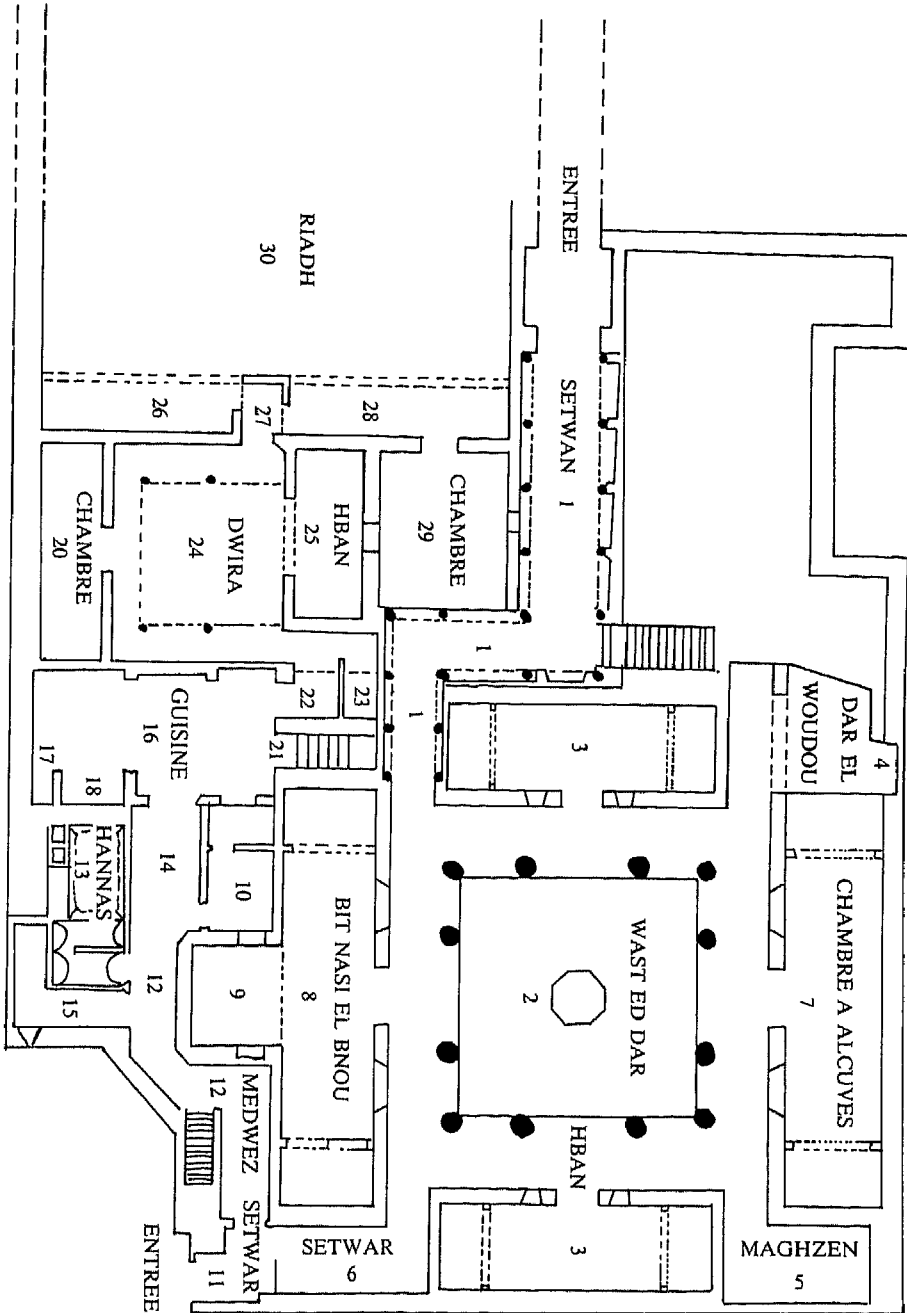 ENTREE
SETWAN 1
1
1
RIADH
30
26
27
28
CHAMBRE
29
HBAN
25
DWIRA
24
CHAMBRE
20
22
23
21
GUISINE
16
17
18
14
HANNAS
13
10
12
15
9
BIT NASI EL BNOU
8
3
DAR EL
WOUDOU
4
CHAMBRE A ALCUVES
7
WAST ED DAR
2
HBAN
3
12
MEDWEZ SETWAR
11
ENTREE
SETWAR
6
MAGHZEN
5